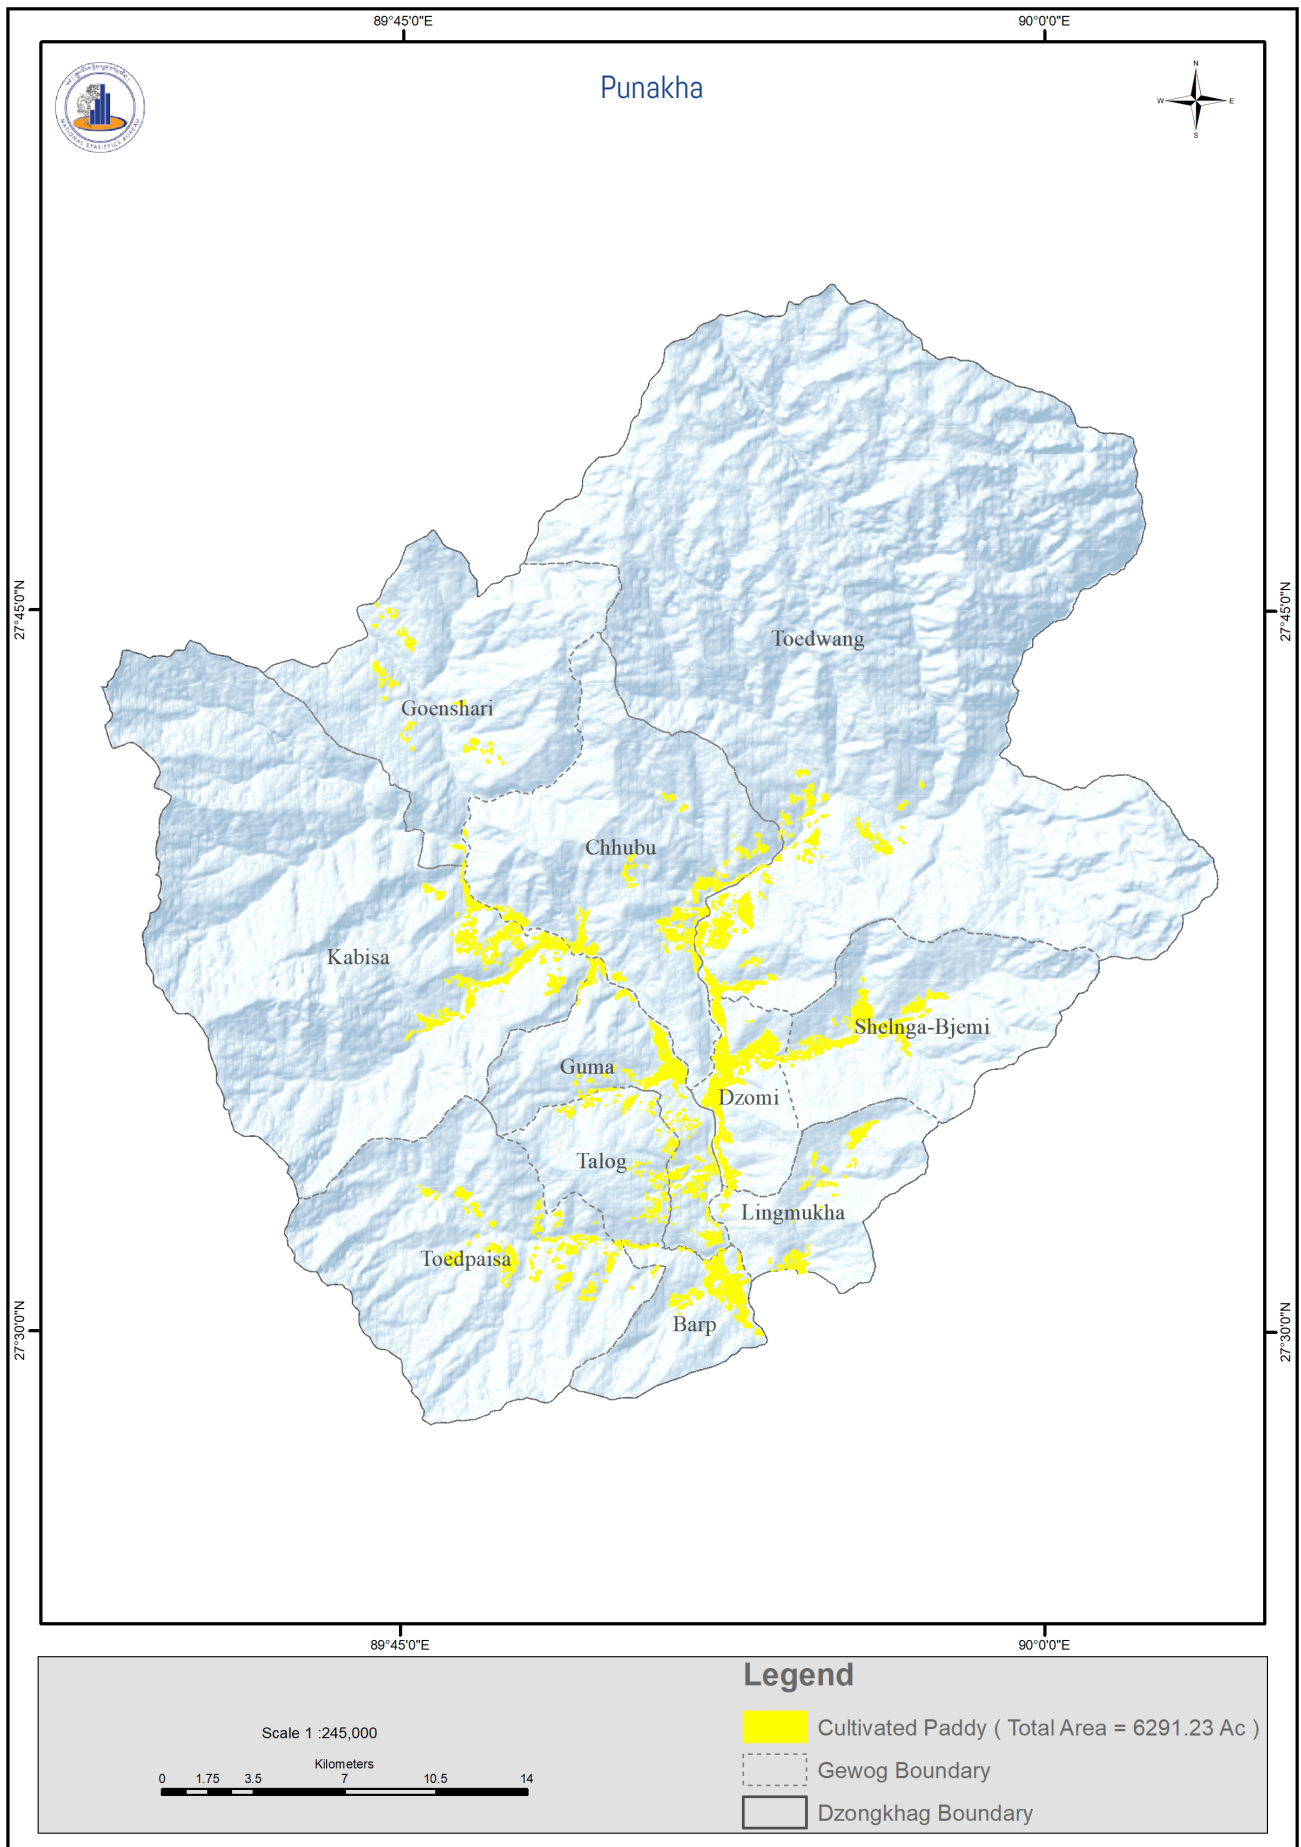 89°45'0"E 90°0'0"E
NATIONAL STATISTICS BUREAU
Punakha
N
W E
S
27°45'0"N 27°45'0"N
Toedwang
Goenshari
Chhubu
Kabisa
Shelnga-Bjemi
Guma
Dzomi
Talog
Lingmukha
Toedpaisa
Barp
27°30'0"N 27°30'0"N
89°45'0"E 90°0'0"E
Legend
Cultivated Paddy ( Total Area = 6291.23 Ac )
Gewog Boundary
Dzongkhag Boundary
Scale 1 :245,000
Kilometers
0 1.75 3.5 7 10.5 14